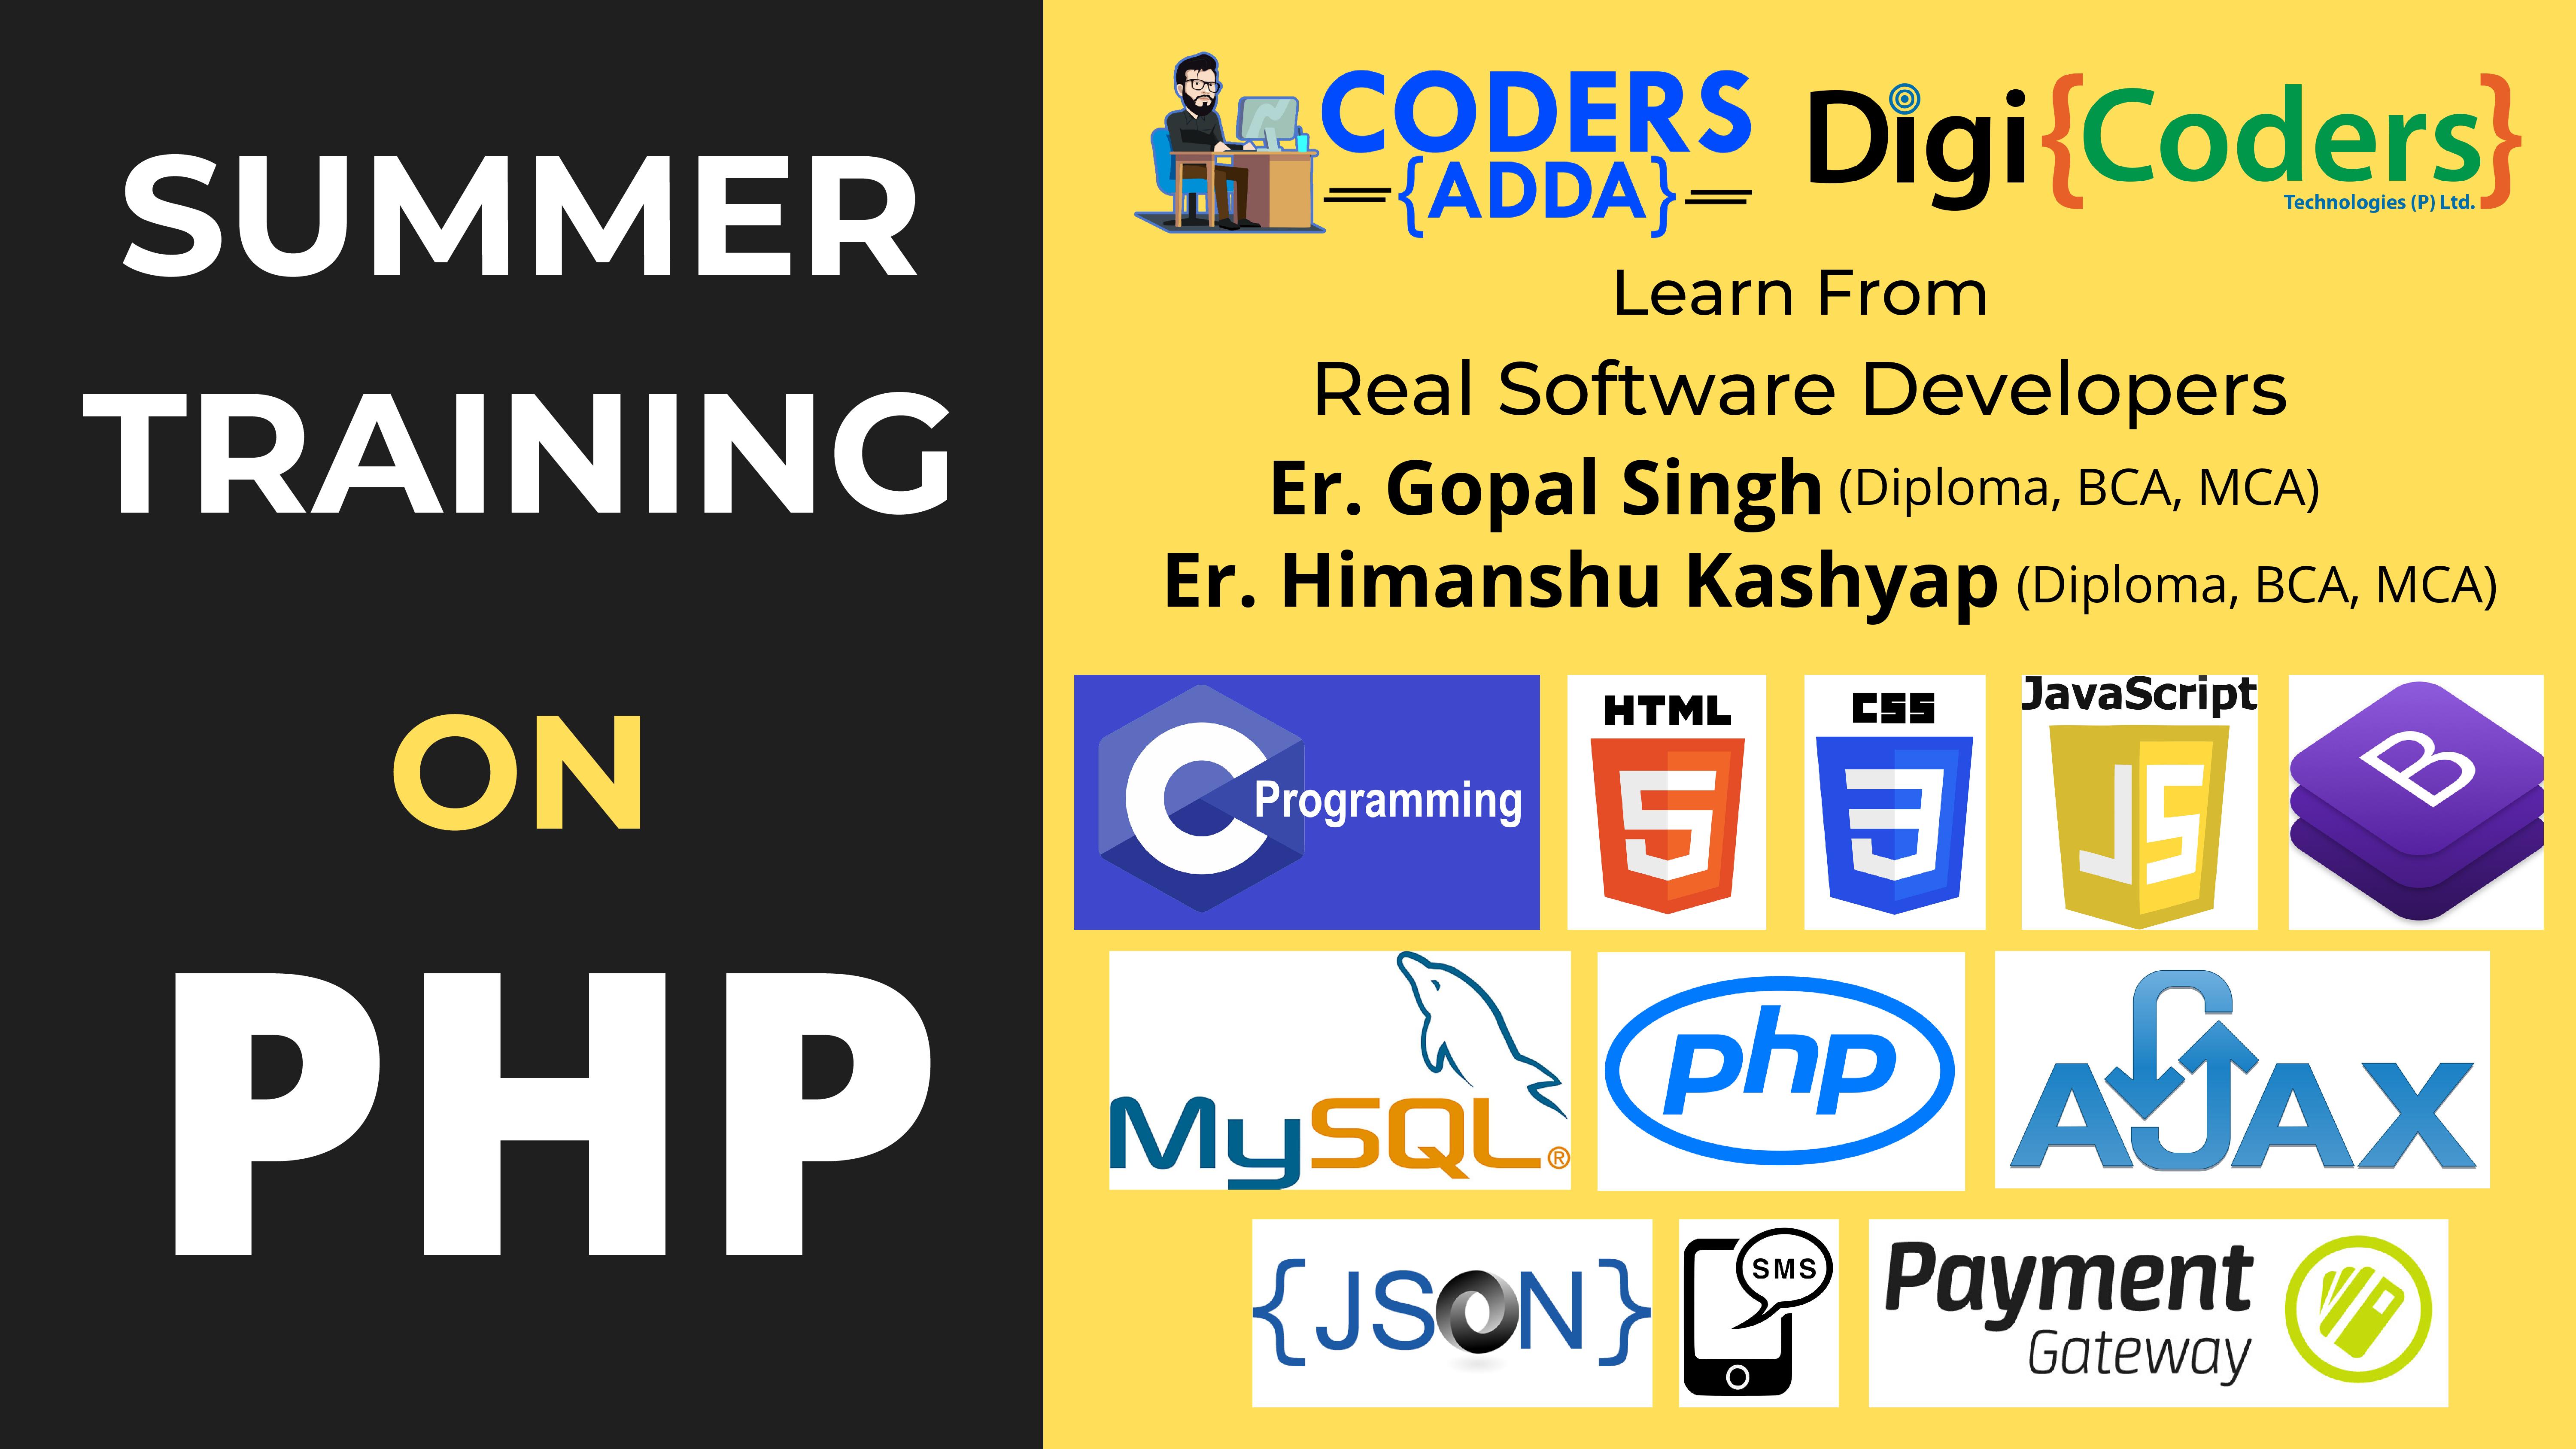 SUMMER
TRAINING
ON
PHP
CODERS
{ADDA}
Digi{Coders}
Technologies (P) Ltd.
Learn From
Real Software Developers
Er. Gopal Singh (Diploma, BCA, MCA)
Er. Himanshu Kashyap (Diploma, BCA, MCA)
C Programming
HTML
5
CSS
3
JavaScript
JS
B
MySQL®
php
AJAX
{JSON}
SMS
Payment
Gateway